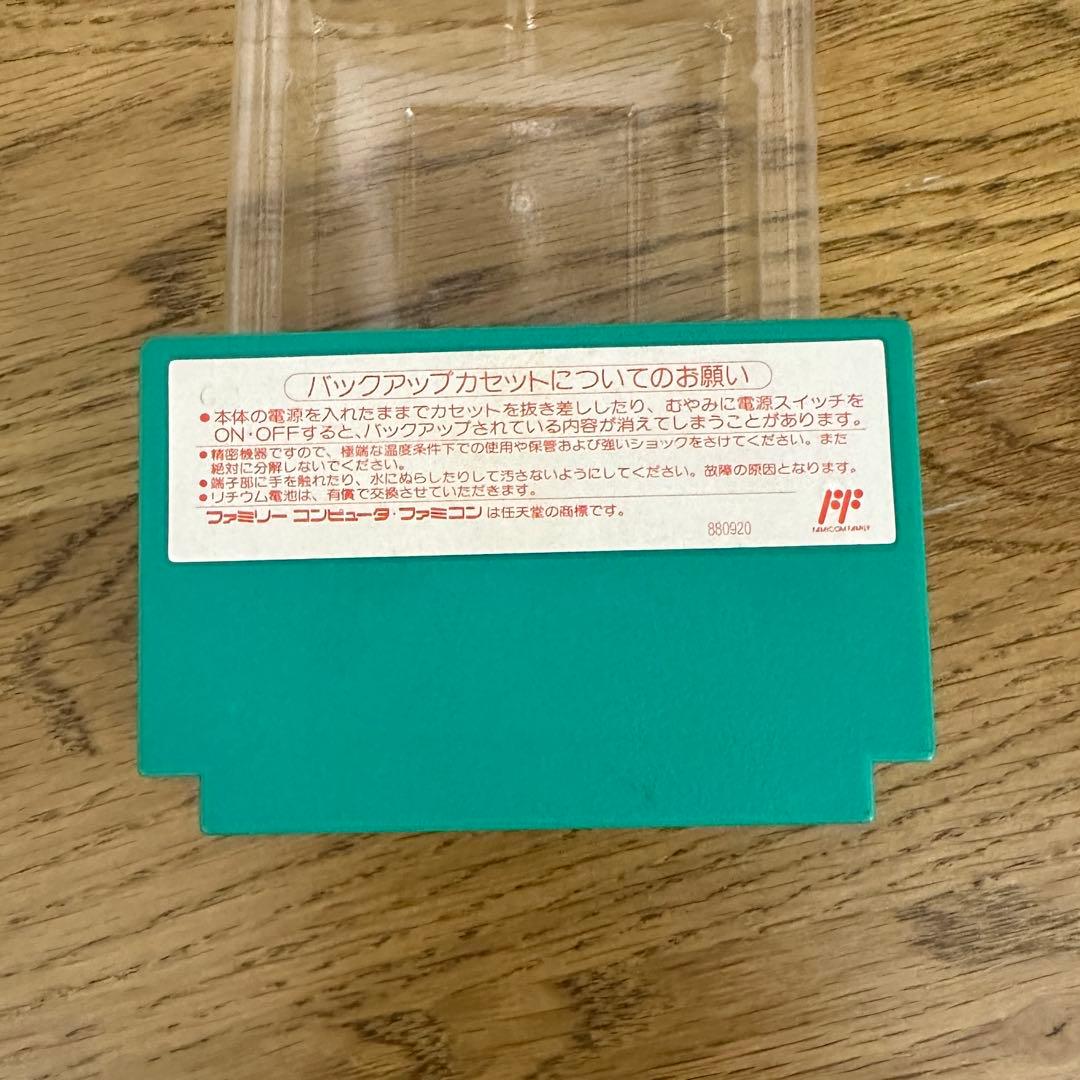 バックアップカセットについてのお願い
●本体の電源を入れたままでカセットを抜き差ししたり、むやみに電源スイッチを
ON・OFFすると、バックアップされている内容が消えてしまうことがあります。
●精密機器ですので、極端な温度条件下での使用や保管および強いショックをさけてください。また
絶対に分解しないでください。
●端子部に手を触れたり、水にぬらしたりして汚さないようにしてください。故障の原因となります。
●リチウム電池は、有償で交換させていただきます。
ファミリーコンピュータ・ファミコンは任天堂の商標です。
880920
FAMICOM FAMILY